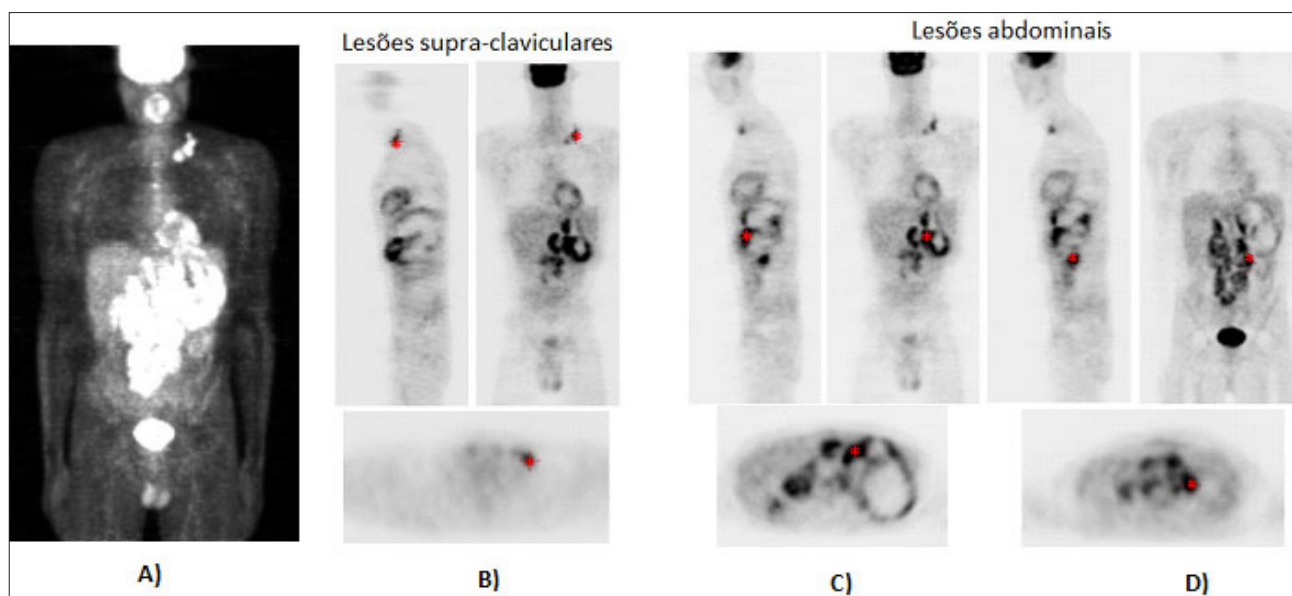 Lesões supra-claviculares
Lesões abdominais
A)
B)
C)
D)